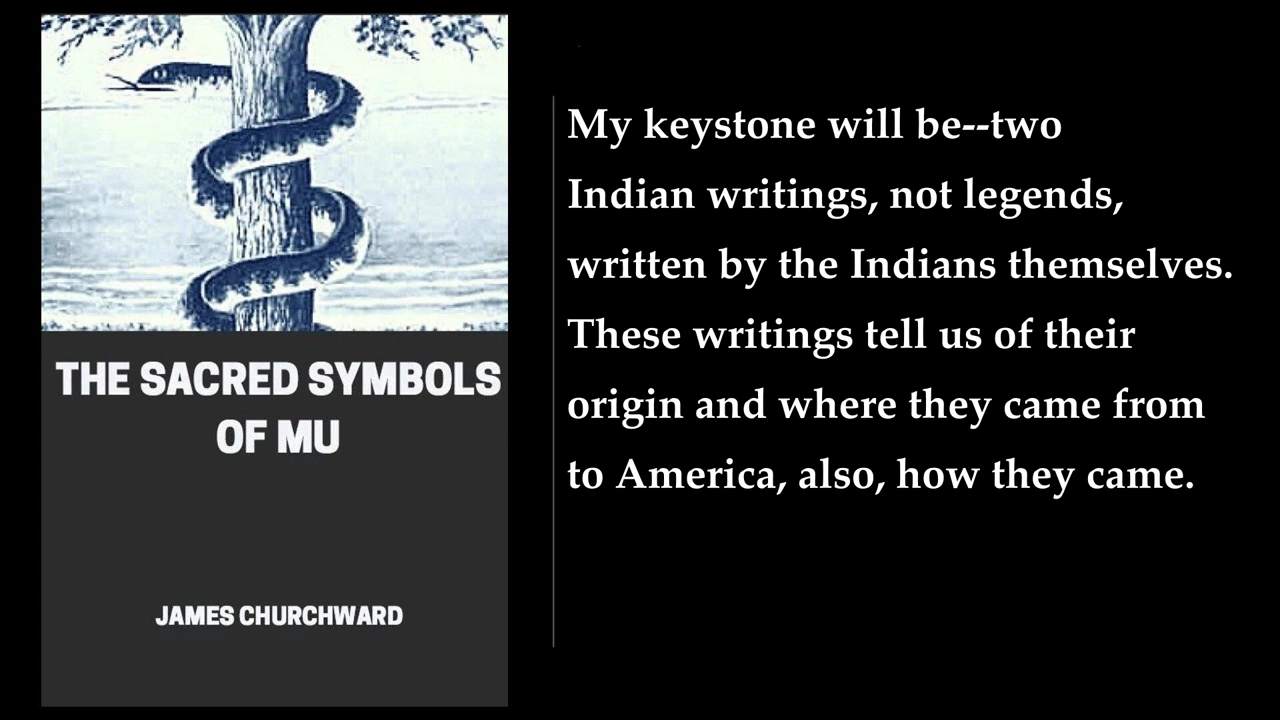 THE SACRED SYMBOLS
OF MU
JAMES CHURCHWARD
My keystone will be--two
Indian writings, not legends,
written by the Indians themselves.
These writings tell us of their
origin and where they came from
to America, also, how they came.